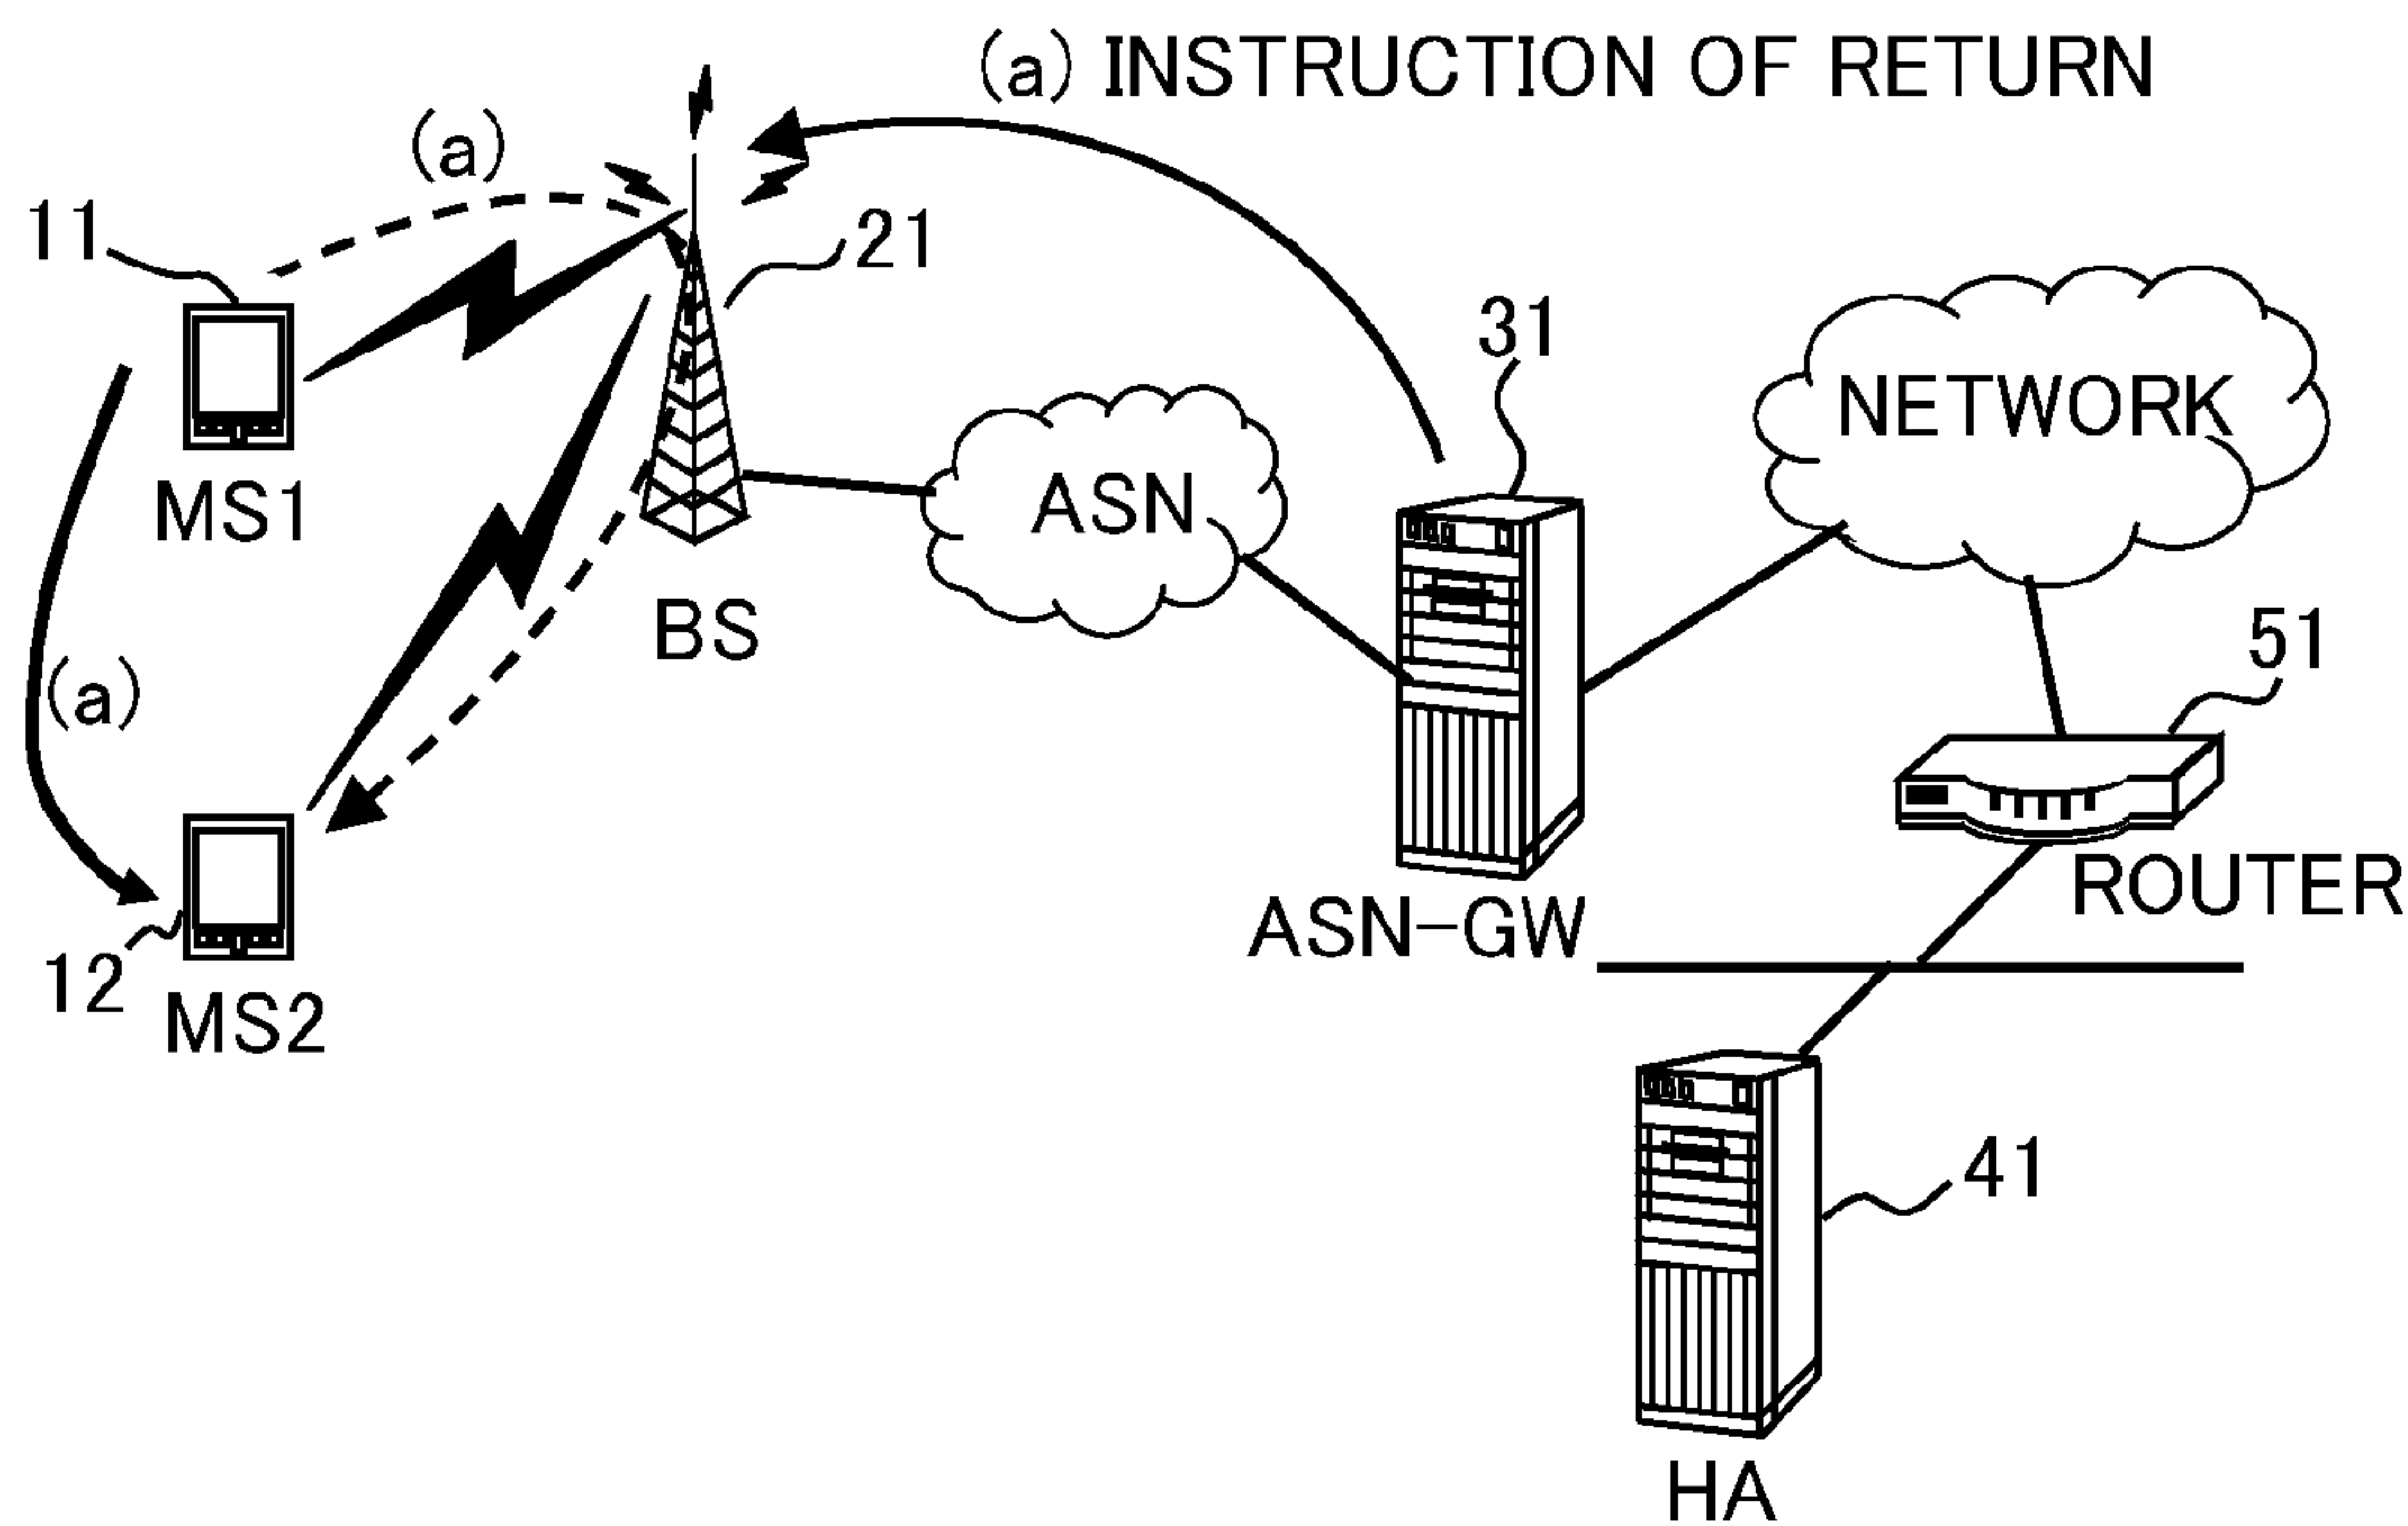 (a) INSTRUCTION OF RETURN
(a)
11
21
31
NETWORK
MS1
ASN
BS
51
(a)
ROUTER
ASN-GW
12
MS2
41
HA